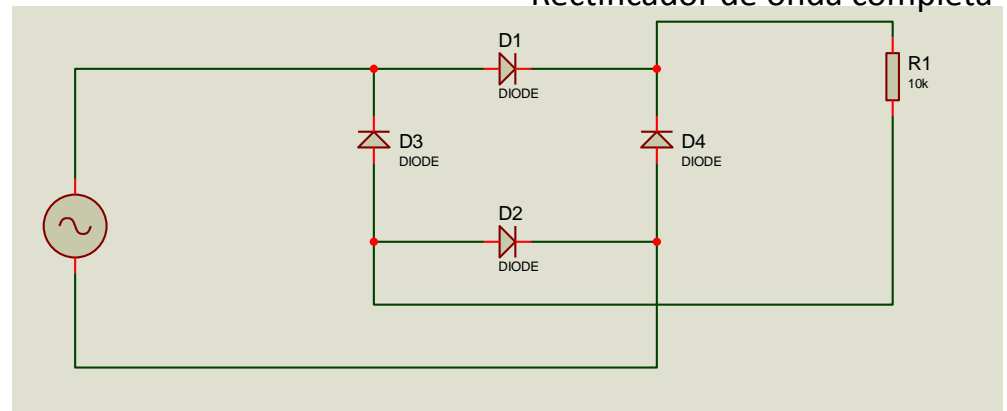 Rectificador de onda completa
D1
DIODE
R1
10k
D3
DIODE
D4
DIODE
D2
DIODE